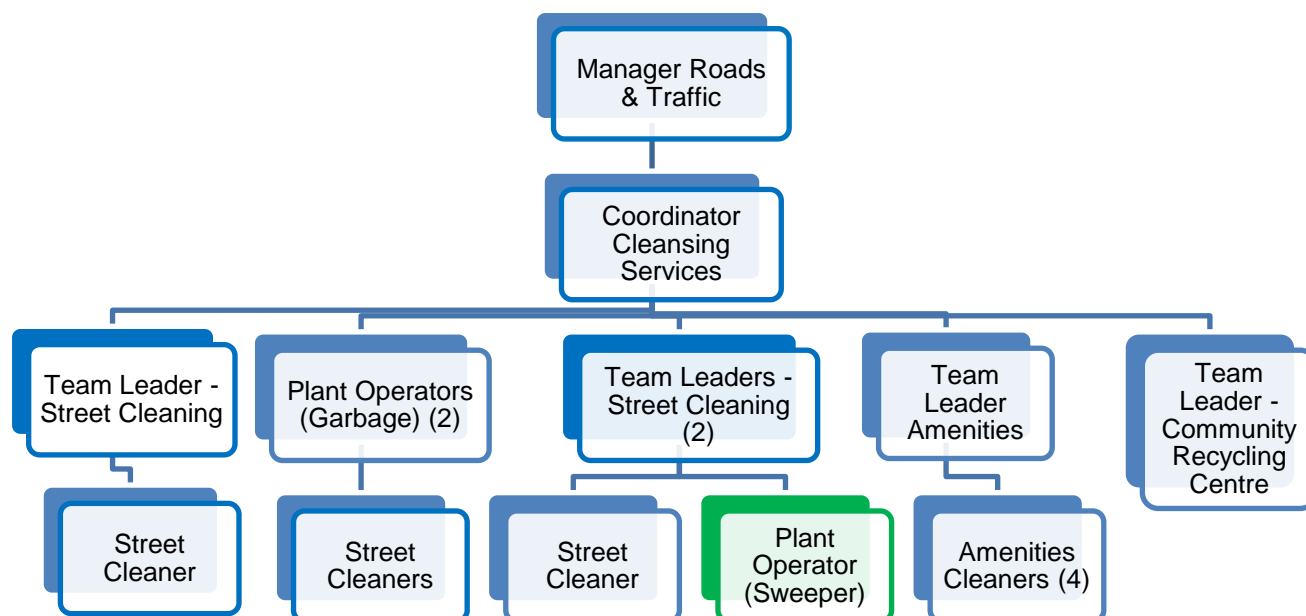 Manager Roads
& Traffic
Coordinator
Cleansing
Services
Team Leader -
Street Cleaning
Plant Operators
(Garbage) (2)
Team Leaders -
Street Cleaning
(2)
Team
Leader
Amenities
Team
Leader -
Community
Recycling
Centre
Street
Cleaner
Street
Cleaners
Street
Cleaner
Plant
Operator
(Sweeper)
Amenities
Cleaners (4)